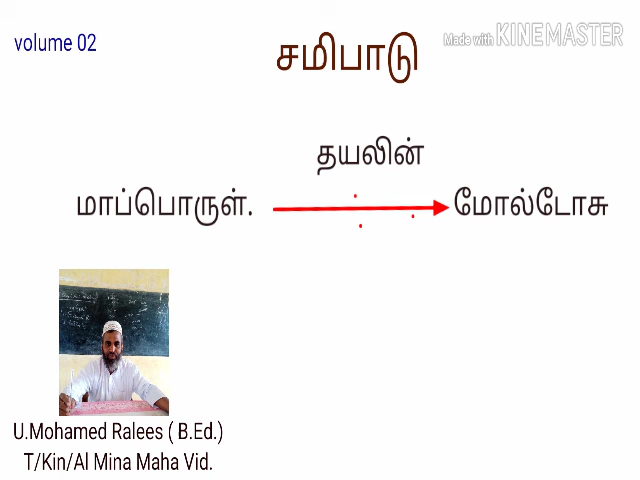 volume 02
Made with KINEMASTER
சமிபாடு
தயலின்
மாப்பொருள்.
மோல்டோசு
U.Mohamed Ralees ( B.Ed.)
T/Kin/Al Mina Maha Vid.